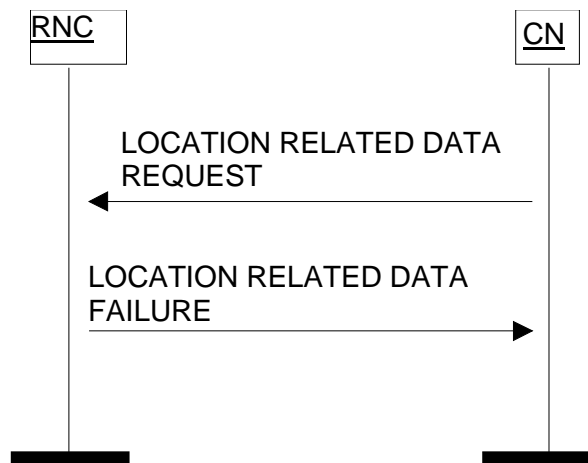 RNC
CN
LOCATION RELATED DATA
REQUEST
LOCATION RELATED DATA
FAILURE